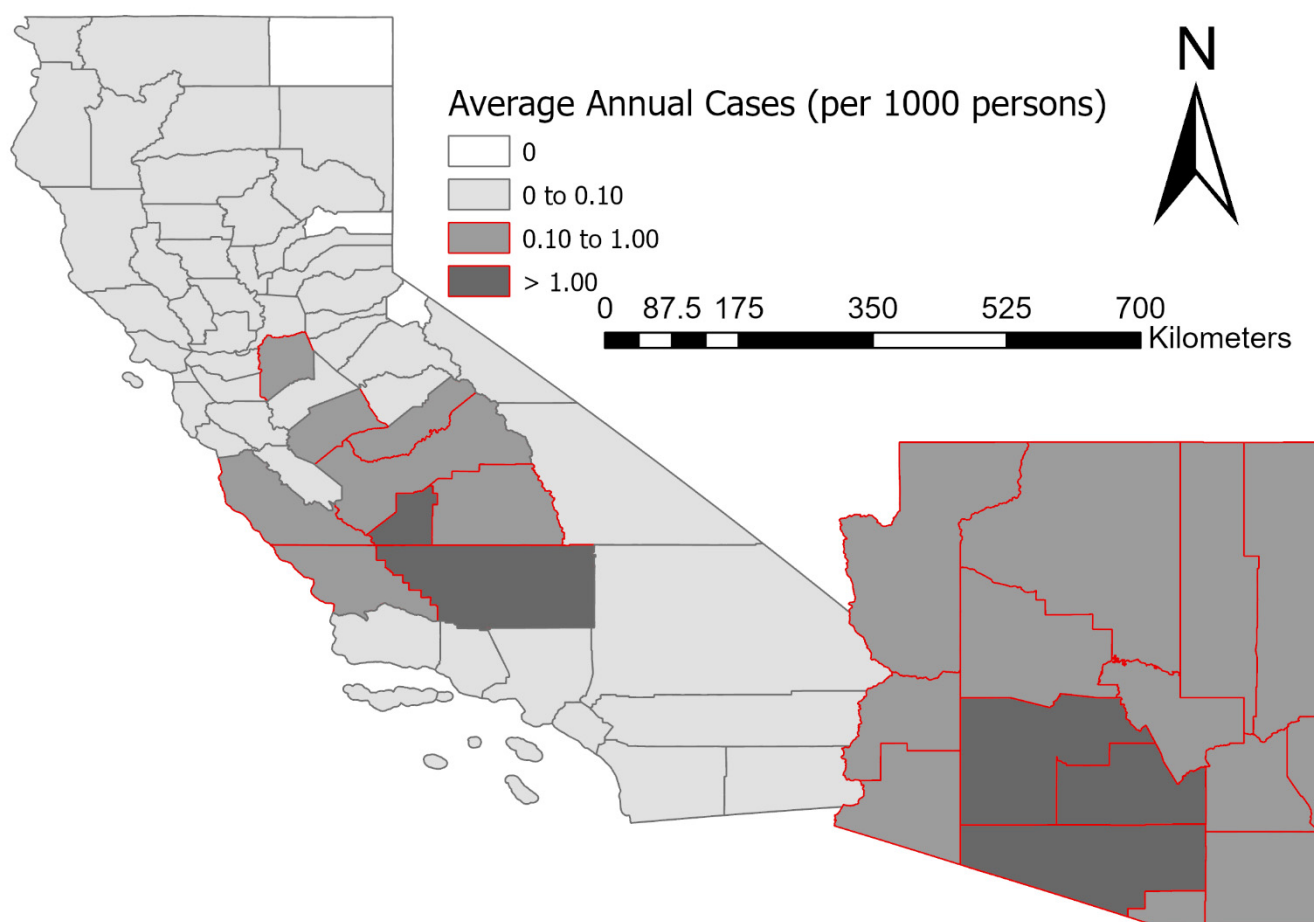 N
Average Annual Cases (per 1000 persons)
0
0 to 0.10
0.10 to 1.00
> 1.00
0 87.5 175 350 525 700
Kilometers